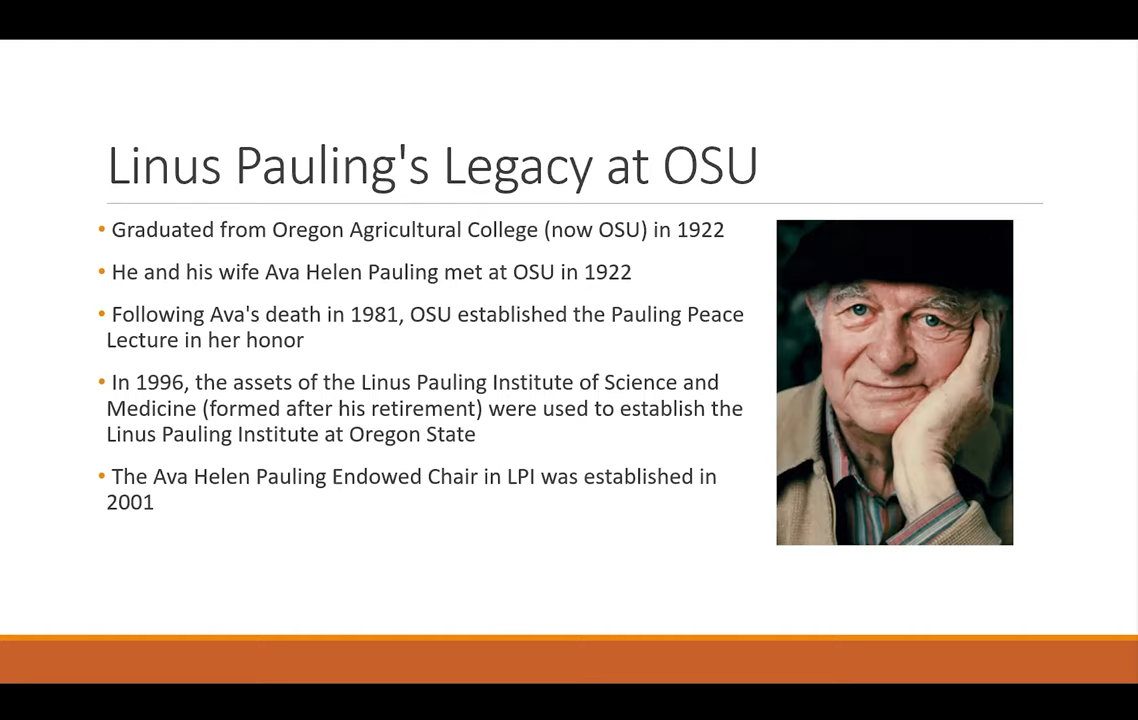 Linus Pauling's Legacy at OSU
• Graduated from Oregon Agricultural College (now OSU) in 1922
• He and his wife Ava Helen Pauling met at OSU in 1922
• Following Ava's death in 1981, OSU established the Pauling Peace
Lecture in her honor
• In 1996, the assets of the Linus Pauling Institute of Science and
Medicine (formed after his retirement) were used to establish the
Linus Pauling Institute at Oregon State
• The Ava Helen Pauling Endowed Chair in LPI was established in
2001